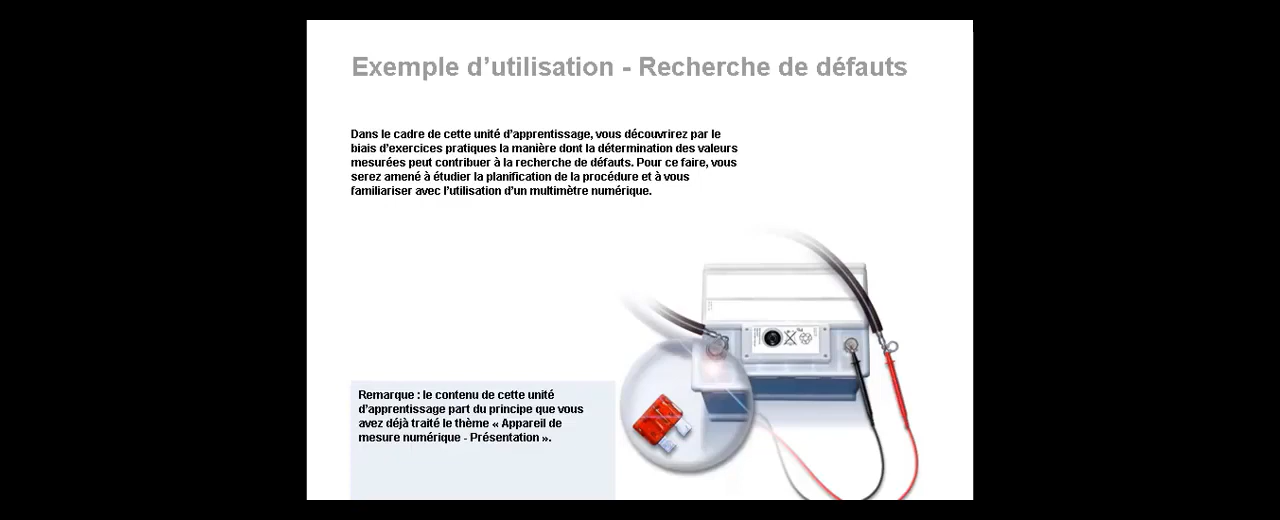 Exemple d’utilisation - Recherche de défauts
Dans le cadre de cette unité d’apprentissage, vous découvrirez par le
biais d’exercices pratiques la manière dont la détermination des valeurs
mesurées peut contribuer à la recherche de défauts. Pour ce faire, vous
serez amené à étudier la planification de la procédure et à vous
familiariser avec l’utilisation d’un multimètre numérique.
Remarque : le contenu de cette unité
d’apprentissage part du principe que vous
avez déjà traité le thème « Appareil de
mesure numérique - Présentation ».